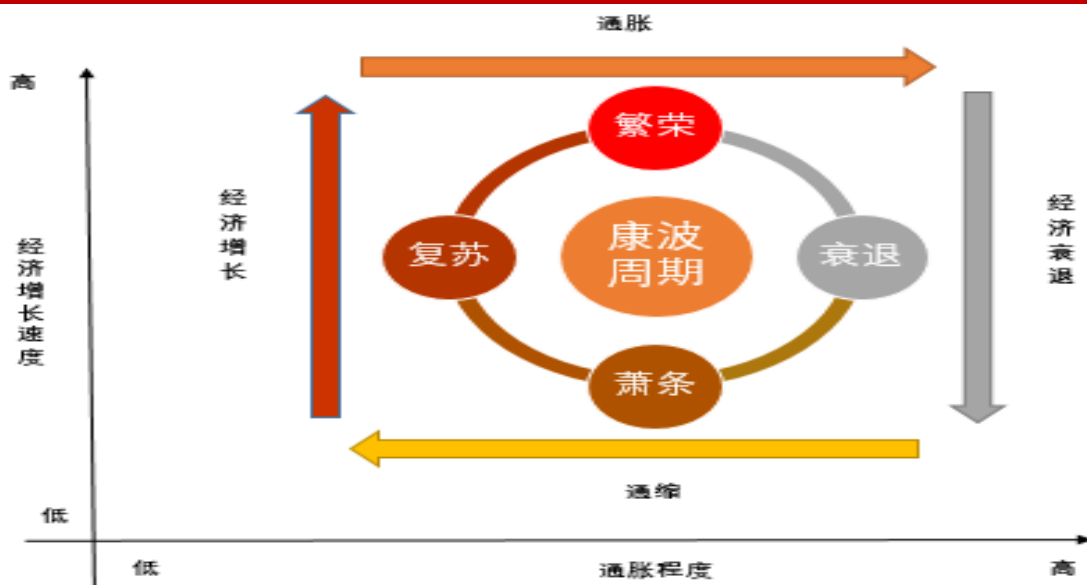 通胀
高
繁荣
经济增长
复苏
康波
周期
衰退
经济衰退
经济增长速度
萧条
通缩
低
低
通胀程度
高